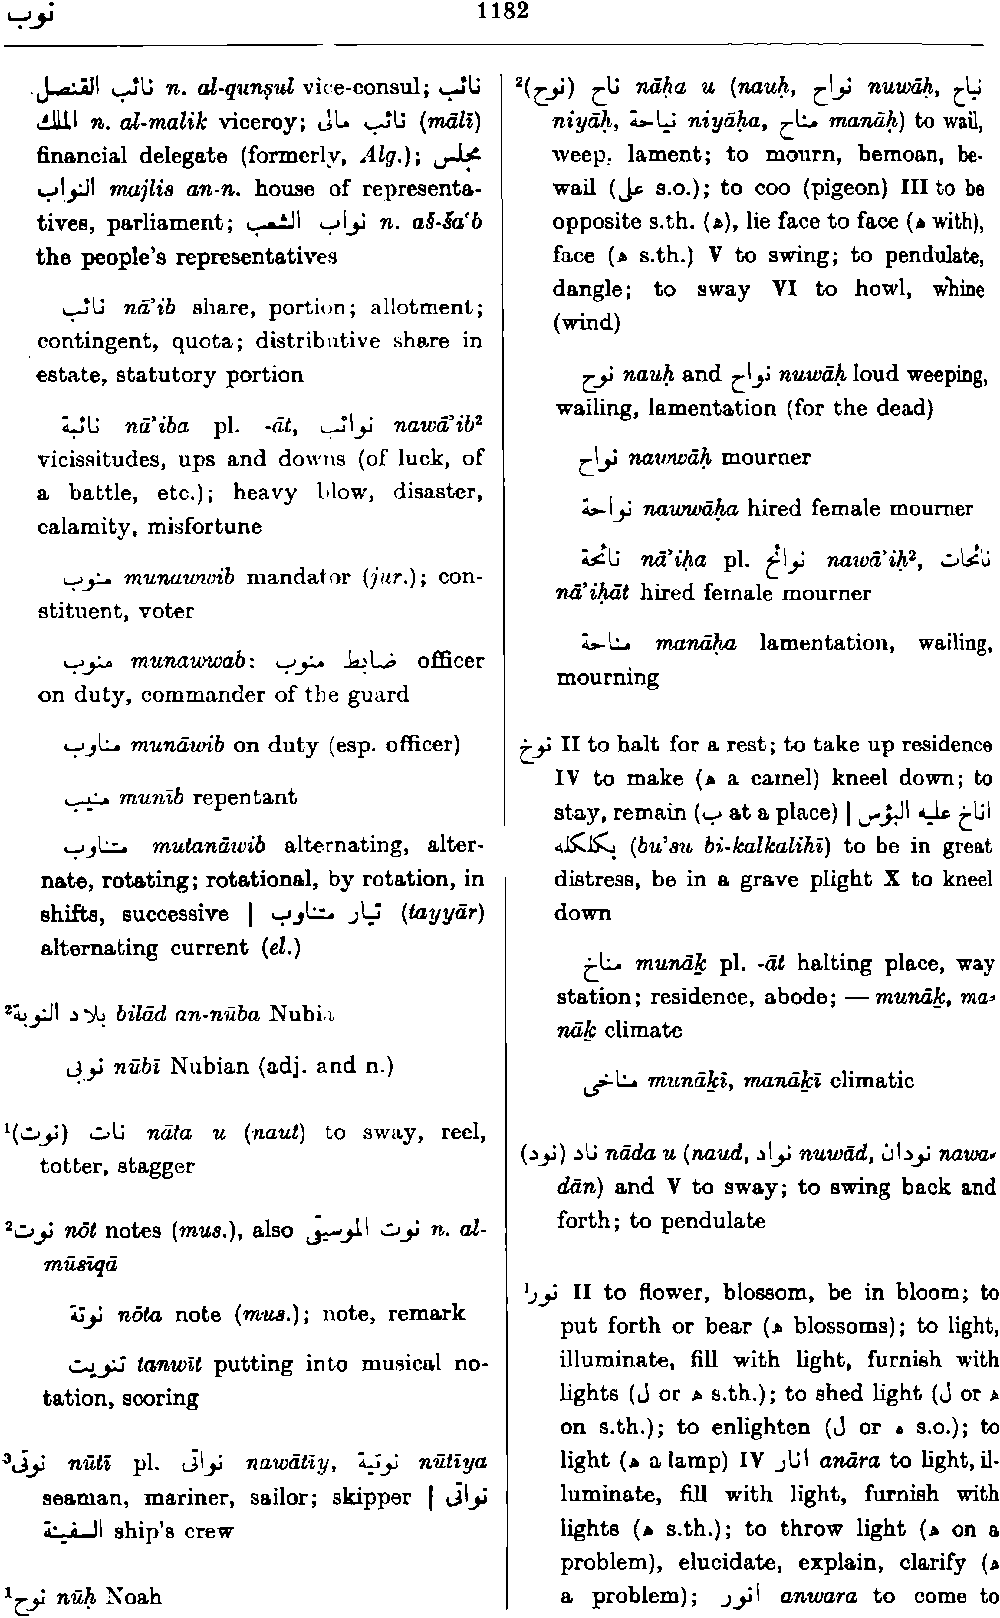 نوب
1182
نائب القنصل n. al-qunṣul vice-consul; نائب
الملك n. al-malik viceroy; نائب مالى (mālī)
financial delegate (formerly, Alg.); مجلس
النواب majlis an-n. house of representa-
tives, parliament; نواب الشعب n. aš-šaʿb
the people's representatives
نائب nā’ib share, portion; allotment;
contingent, quota; distributive share in
estate, statutory portion
نائبة nā’iba pl. -āt, نوائب nawā’ib²
vicissitudes, ups and downs (of luck, of
a battle, etc.); heavy blow, disaster,
calamity, misfortune
منوب munawwib mandator (jur.); con-
stituent, voter
منوب munawwab: ضابط منوب officer
on duty, commander of the guard
مناوب munāwib on duty (esp. officer)
منيب munīb repentant
متناوب mutanāwib alternating, alter-
nate, rotating; rotational, by rotation, in
shifts, successive | تيار متناوب (tayyār)
alternating current (el.)
²بلاد النوبة bilād an-nūba Nubia
نوبى nūbī Nubian (adj. and n.)
¹(نوت) نات nāta u (naut) to sway, reel,
totter, stagger
²نوت nōt notes (mus.), also نوت الموسيقى n. al-
mūsīqā
نوتة nōta note (mus.); note, remark
تنويت tanwīt putting into musical no-
tation, scoring
³نوتى nūtī pl. نواتى nawātīy, نوتية nūtīya
seaman, mariner, sailor; skipper | نواتى
السفينة ship's crew
¹نوح nūḥ Noah
²(نوح) ناح nāḥa u (nauḥ, نواح nuwāḥ, نياح
niyāḥ, نياحة niyāḥa, مناح manāḥ) to wail,
weep, lament; to mourn, bemoan, be-
wail (على s.o.); to coo (pigeon) III to be
opposite s.th. (ه), lie face to face (ه with),
face (ه s.th.) V to swing; to pendulate,
dangle; to sway VI to howl, whine
(wind)
نوح nauḥ and نواح nuwāḥ loud weeping,
wailing, lamentation (for the dead)
نواح nawwāḥ mourner
نواحة nawwāḥa hired female mourner
نائحة nā’iḥa pl. نوائح nawā’iḥ², نائحات
nā’iḥāt hired female mourner
مناحة manāḥa lamentation, wailing,
mourning
نوخ II to halt for a rest; to take up residence
IV to make (ه a camel) kneel down; to
stay, remain (ب at a place) | اناخ عليه البؤس
بكلكله (bu’su bi-kalkalihī) to be in great
distress, be in a grave plight X to kneel
down
مناخ munāḵ pl. -āt halting place, way
station; residence, abode; — munāḵ, ma-
nāḵ climate
مناخى munāḵī, manāḵī climatic
(نود) ناد nāda u (naud, نواد nuwād, نودان nawa-
dān) and V to sway; to swing back and
forth; to pendulate
¹نور II to flower, blossom, be in bloom; to
put forth or bear (ه blossoms); to light,
illuminate, fill with light, furnish with
lights (ل or ه s.th.); to shed light (ل or ه
on s.th.); to enlighten (ل or ه s.o.); to
light (ه a lamp) IV انار anāra to light, il-
luminate, fill with light, furnish with
lights (ه s.th.); to throw light (ه on a
problem), elucidate, explain, clarify (ه
a problem); انور anwara to come to